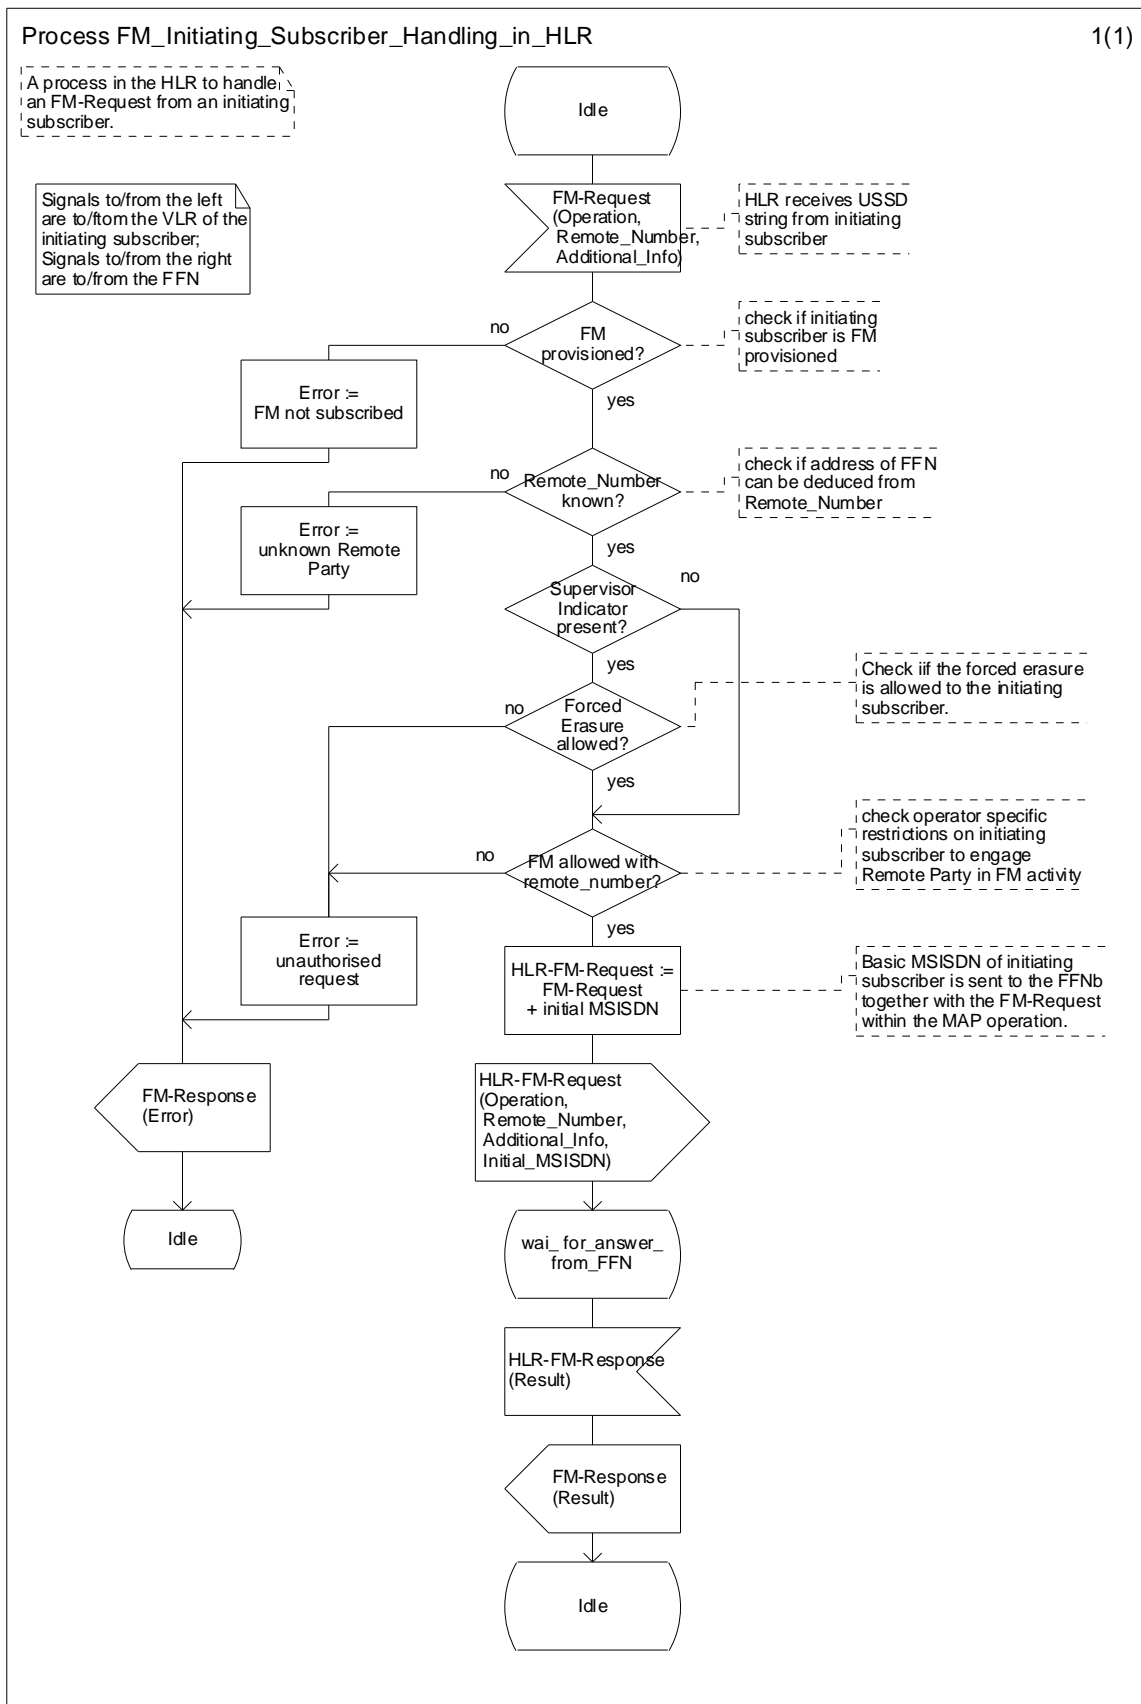 Process FM_Initiating_Subscriber_Handling_in_HLR
1(1)
A process in the HLR to handle
an FM-Request from an initiating
subscriber.
Idle
Signals to/from the left
are to/ftom the VLR of the
initiating subscriber;
Signals to/from the right
are to/from the FFN
FM-Request
(Operation,
Remote_Number,
Additional_Info)
HLR receives USSD
string from initiating
subscriber
no
FM
provisioned?
check if initiating
subscriber is FM
provisioned
Error :=
FM not subscribed
yes
no
Remote_Number
known?
check if address of FFN
can be deduced from
Remote_Number
Error :=
unknown Remote
Party
yes
Supervisor
Indicator
present?
no
yes
Check iif the forced erasure
is allowed to the initiating
subscriber.
no
Forced
Erasure
allowed?
yes
check operator specific
restrictions on initiating
subscriber to engage
Remote Party in FM activity
no
FM allowed with
remote_number?
yes
Error :=
unauthorised
request
HLR-FM-Request :=
FM-Request
+ initial MSISDN
Basic MSISDN of initiating
subscriber is sent to the FFNb
together with the FM-Request
within the MAP operation.
FM-Response
(Error)
HLR-FM-Request
(Operation,
Remote_Number,
Additional_Info,
Initial_MSISDN)
Idle
wai_ for_answer_
from_FFN
HLR-FM-Response
(Result)
FM-Response
(Result)
Idle